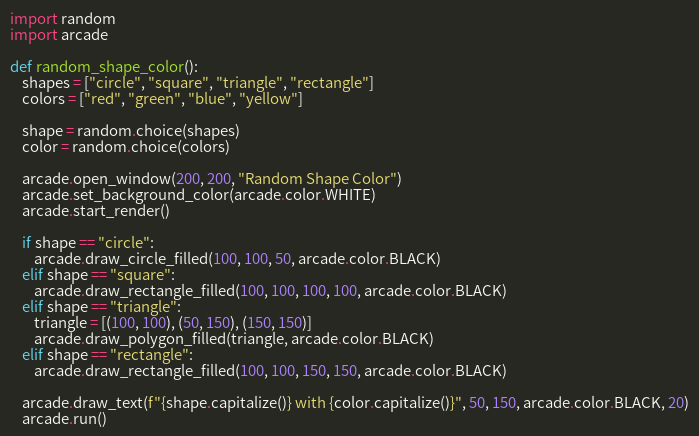 import random
import arcade

def random_shape_color():
    shapes = ["circle", "square", "triangle", "rectangle"]
    colors = ["red", "green", "blue", "yellow"]

    shape = random.choice(shapes)
    color = random.choice(colors)

    arcade.open_window(200, 200, "Random Shape Color")
    arcade.set_background_color(arcade.color.WHITE)
    arcade.start_render()

    if shape == "circle":
        arcade.draw_circle_filled(100, 100, 50, arcade.color.BLACK)
    elif shape == "square":
        arcade.draw_rectangle_filled(100, 100, 100, 100, arcade.color.BLACK)
    elif shape == "triangle":
        triangle = [(100, 100), (50, 150), (150, 150)]
        arcade.draw_polygon_filled(triangle, arcade.color.BLACK)
    elif shape == "rectangle":
        arcade.draw_rectangle_filled(100, 100, 150, 150, arcade.color.BLACK)

    arcade.draw_text(f"{shape.capitalize()} with {color.capitalize()}", 50, 150, arcade.color.BLACK, 20)
    arcade.run()